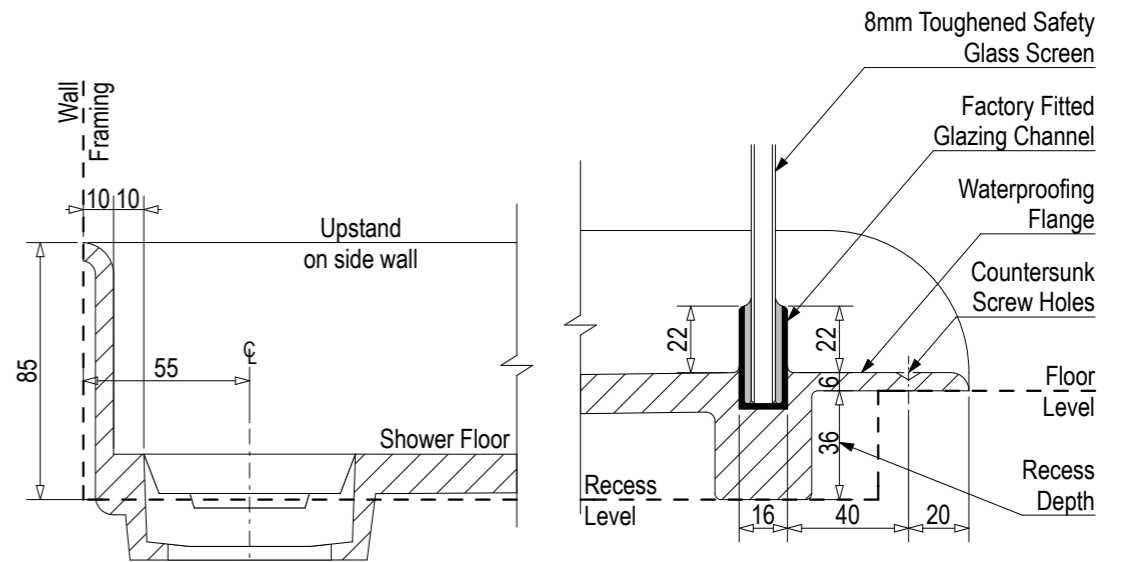 Wall
Framing
10
10
Upstand
on side wall
85
55
℄
Shower Floor
8mm Toughened Safety
Glass Screen
Factory Fitted
Glazing Channel
Waterproofing
Flange
Countersunk
Screw Holes
22
22
6
Floor
Level
36
Recess
Level
Recess
Depth
16
40
20